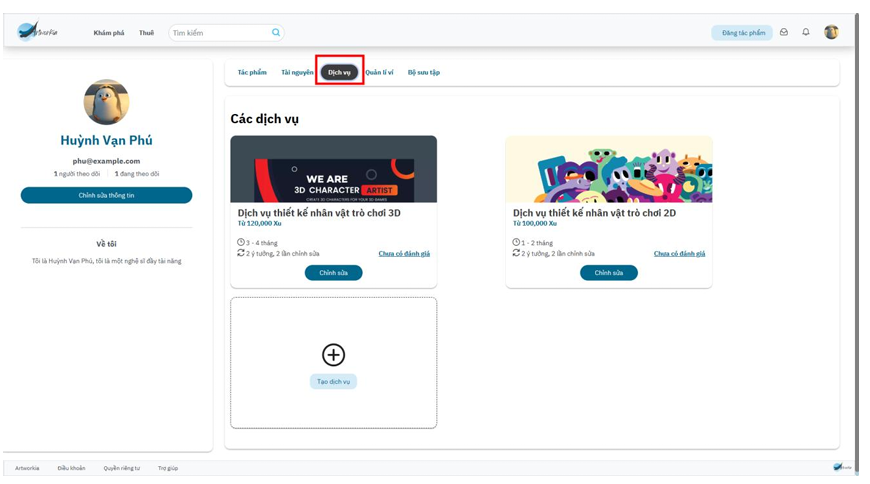 Artworkia
Khám phá
Thuê
Tìm kiếm
Đăng tác phẩm
Huỳnh Vạn Phú
phu@example.com
1 người theo dõi
1 đang theo dõi
Chỉnh sửa thông tin
Về tôi
Tôi là Huỳnh Vạn Phú, tôi là một nghệ sĩ đầy tài năng
Tác phẩm
Tài nguyên
Dịch vụ
Quản lí ví
Bộ sưu tập
Các dịch vụ
WE ARE
3D CHARACTER ARTIST
CREATE 3D CHARACTERS FOR YOUR 3D GAMES
Dịch vụ thiết kế nhân vật trò chơi 3D
Từ 120,000 Xu
3 - 4 tháng
2 ý tưởng, 2 lần chỉnh sửa
Chưa có đánh giá
Chỉnh sửa
Dịch vụ thiết kế nhân vật trò chơi 2D
Từ 100,000 Xu
1 - 2 tháng
2 ý tưởng, 2 lần chỉnh sửa
Chưa có đánh giá
Chỉnh sửa
Tạo dịch vụ
Artworkia
Điều khoản
Quyền riêng tư
Trợ giúp